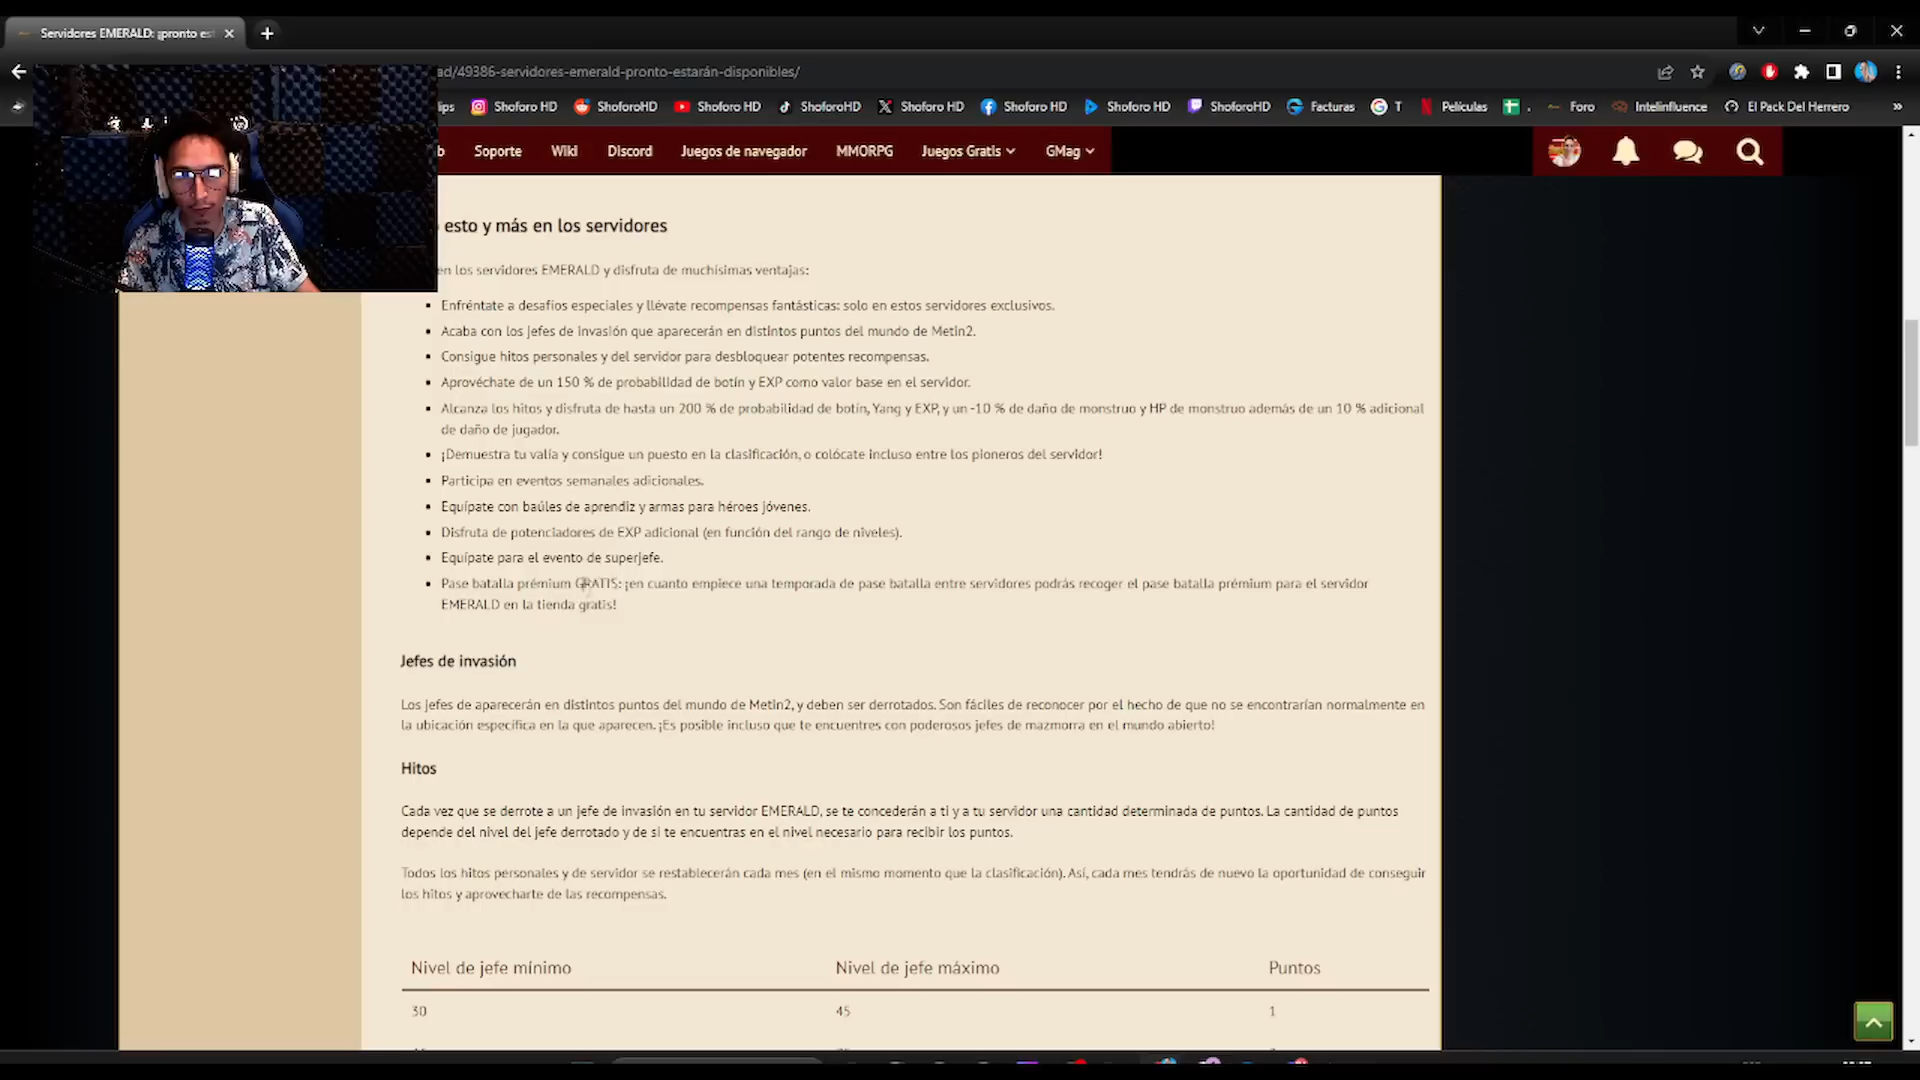 Servidores EMERALD: ¡pronto est
ad/49386-servidores-emerald-pronto-estarán-disponibles/
ips Shoforo HD ShoforoHD Shoforo HD ShoforoHD Shoforo HD Shoforo HD Shoforo HD ShoforoHD Facturas T Películas . Foro Intelinfluence El Pack Del Herrero »
b Soporte Wiki Discord Juegos de navegador MMORPG Juegos Gratis GMag
esto y más en los servidores
en los servidores EMERALD y disfruta de muchísimas ventajas:
Enfréntate a desafíos especiales y llévate recompensas fantásticas: solo en estos servidores exclusivos.
Acaba con los jefes de invasión que aparecerán en distintos puntos del mundo de Metin2.
Consigue hitos personales y del servidor para desbloquear potentes recompensas.
Aprovéchate de un 150 % de probabilidad de botín y EXP como valor base en el servidor.
Alcanza los hitos y disfruta de hasta un 200 % de probabilidad de botín, Yang y EXP, y un -10 % de daño de monstruo y HP de monstruo además de un 10 % adicional
de daño de jugador.
¡Demuestra tu valía y consigue un puesto en la clasificación, o colócate incluso entre los pioneros del servidor!
Participa en eventos semanales adicionales.
Equípate con baúles de aprendiz y armas para héroes jóvenes.
Disfruta de potenciadores de EXP adicional (en función del rango de niveles).
Equípate para el evento de superjefe.
Pase batalla prémium GRATIS: ¡en cuanto empiece una temporada de pase batalla entre servidores podrás recoger el pase batalla prémium para el servidor
EMERALD en la tienda gratis!
Jefes de invasión
Los jefes de aparecerán en distintos puntos del mundo de Metin2, y deben ser derrotados. Son fáciles de reconocer por el hecho de que no se encontrarían normalmente en
la ubicación específica en la que aparecen. ¡Es posible incluso que te encuentres con poderosos jefes de mazmorra en el mundo abierto!
Hitos
Cada vez que se derrote a un jefe de invasión en tu servidor EMERALD, se te concederán a ti y a tu servidor una cantidad determinada de puntos. La cantidad de puntos
depende del nivel del jefe derrotado y de si te encuentras en el nivel necesario para recibir los puntos.
Todos los hitos personales y de servidor se restablecerán cada mes (en el mismo momento que la clasificación). Así, cada mes tendrás de nuevo la oportunidad de conseguir
los hitos y aprovecharte de las recompensas.
Nivel de jefe mínimo Nivel de jefe máximo Puntos
30 45 1